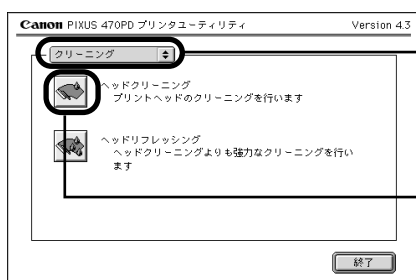 Canon PIXUS 470PD プリンタユーティリティ Version 4.3
クリーニング
ヘッドクリーニング
プリントヘッドのクリーニングを行います
ヘッドリフレッシング
ヘッドクリーニングよりも強力なクリーニングを行い
ます
終了